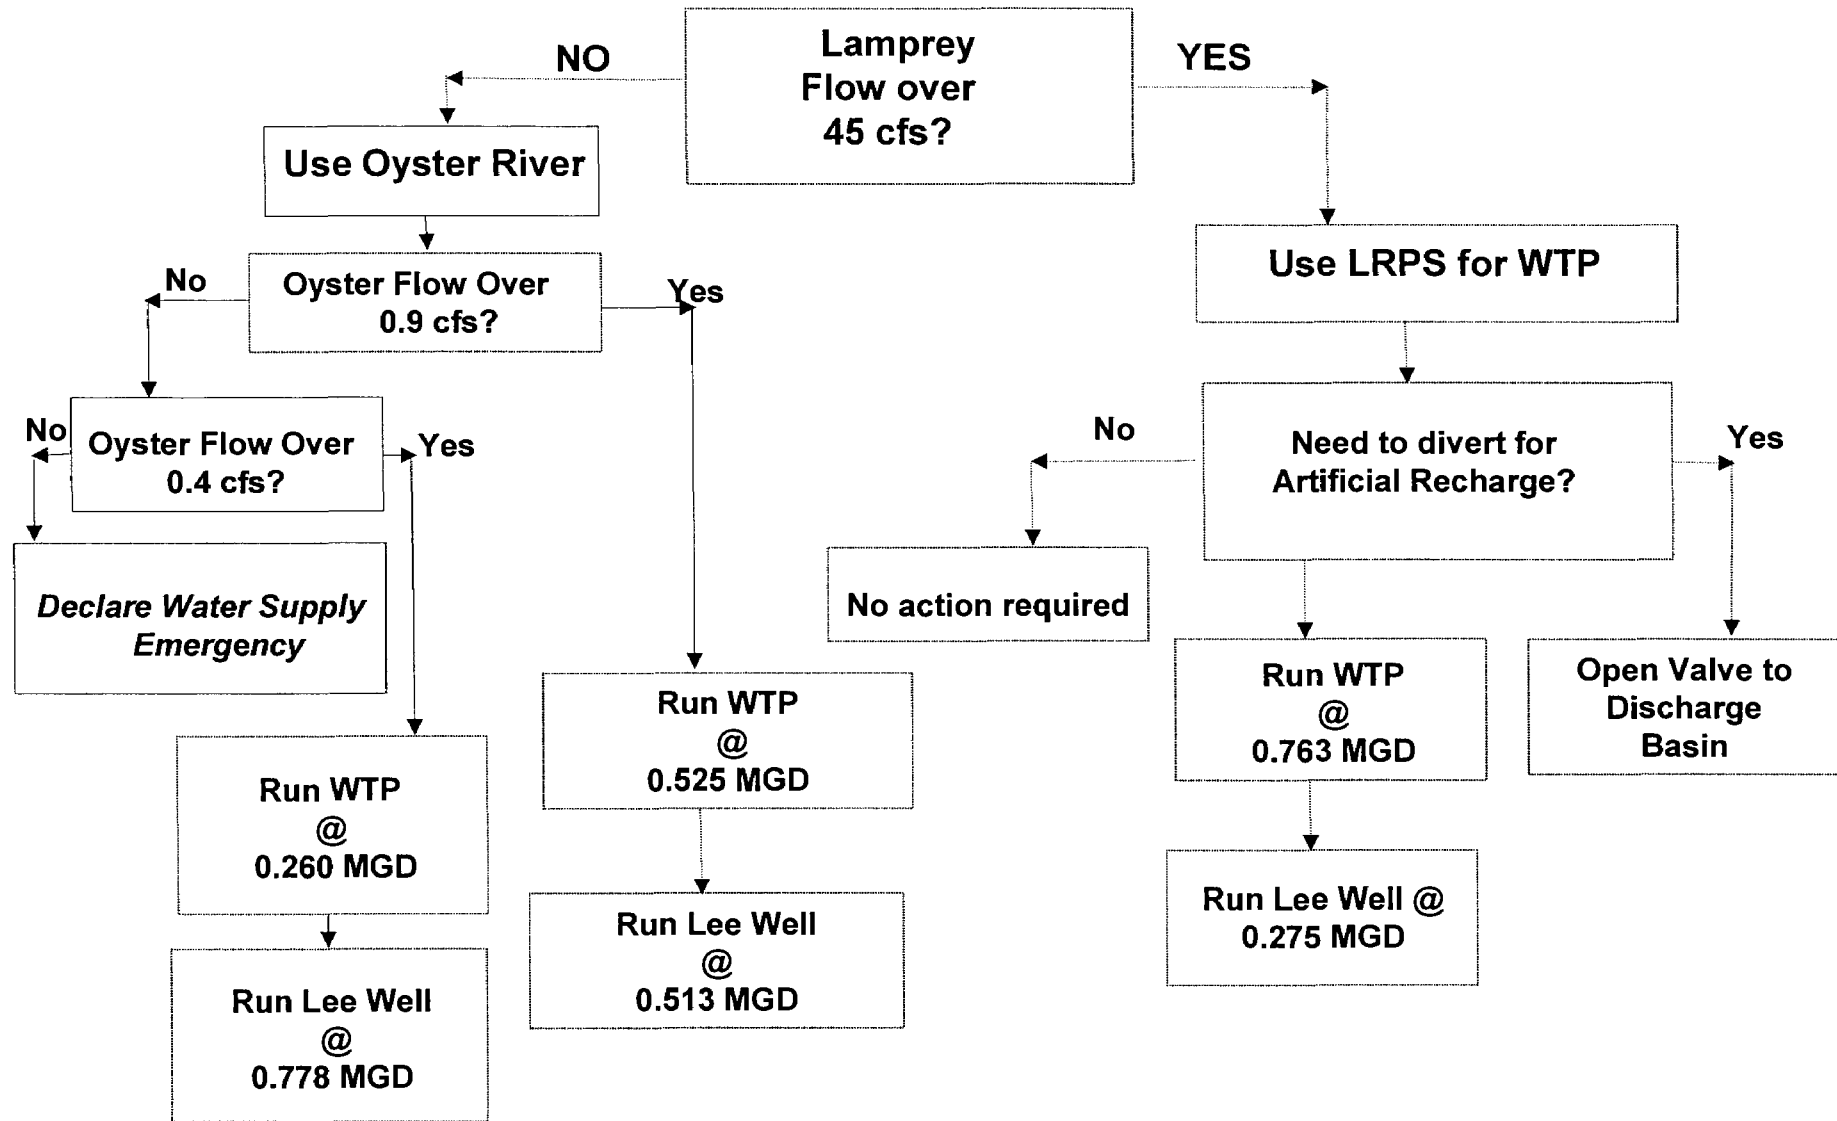 Lamprey
Flow over
45 cfs?
NO
YES
Use Oyster River
Use LRPS for WTP
Oyster Flow Over
0.9 cfs?
No
Yes
Oyster Flow Over
0.4 cfs?
No
Yes
Need to divert for
Artificial Recharge?
No
Yes
Declare Water Supply
Emergency
No action required
Run WTP
@
0.260 MGD
Run Lee Well
@
0.778 MGD
Run WTP
@
0.525 MGD
Run Lee Well
@
0.513 MGD
Run WTP
@
0.763 MGD
Run Lee Well @
0.275 MGD
Open Valve to
Discharge
Basin